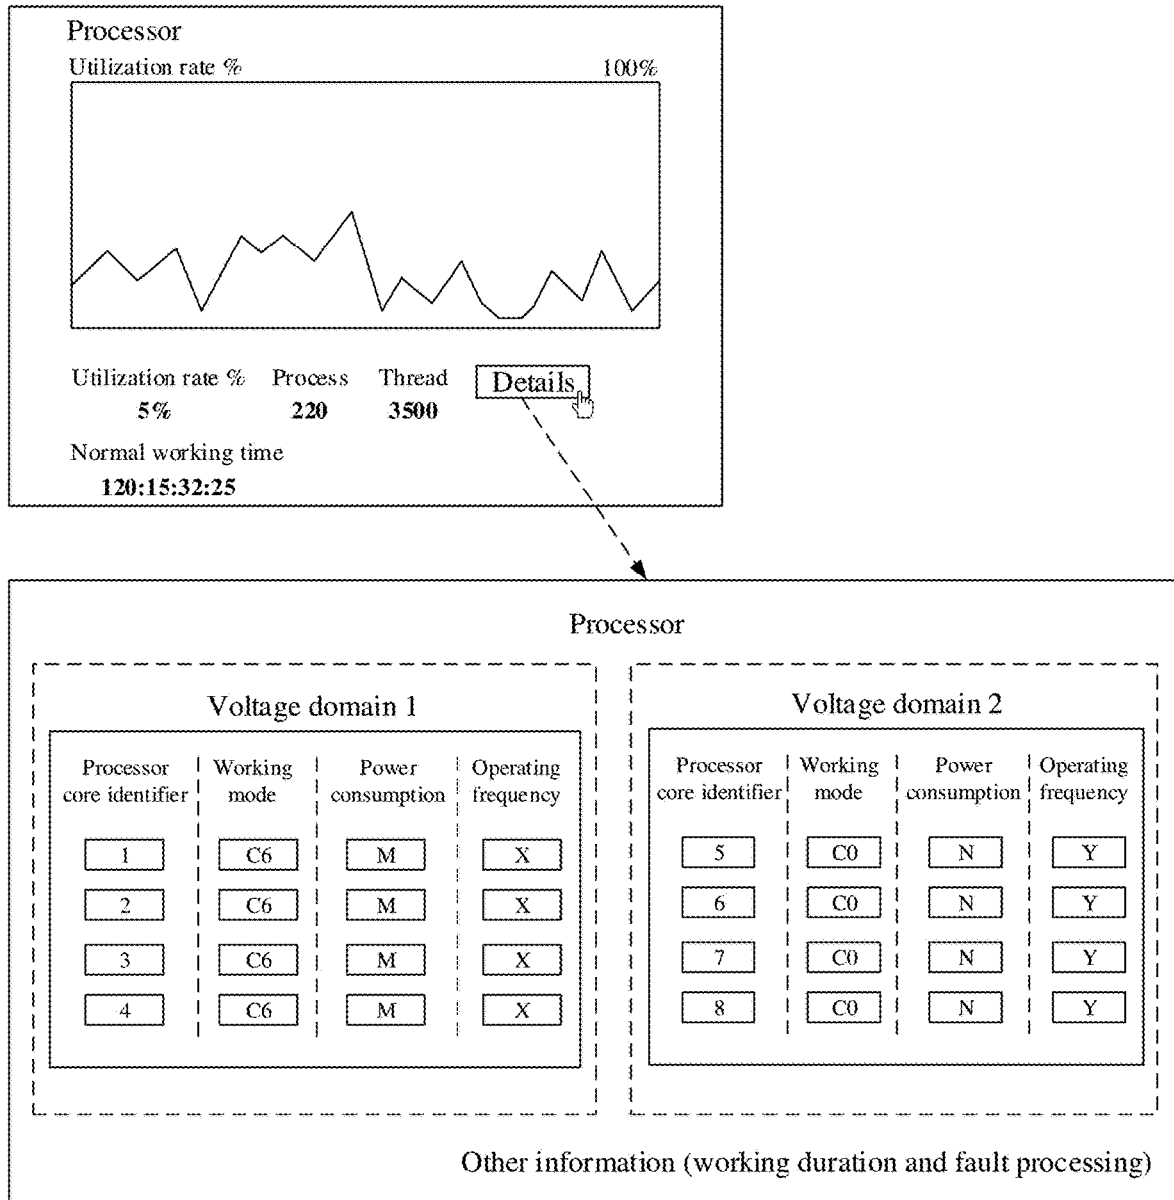 Processor
Utilization rate % 100%
Utilization rate % Process Thread Details
5% 220 3500
Normal working time
120:15:32:25
Processor
Voltage domain 1
Processor Working Power Operating
core identifier mode consumption frequency
1 C6 M X
2 C6 M X
3 C6 M X
4 C6 M X
Voltage domain 2
Processor Working Power Operating
core identifier mode consumption frequency
5 C0 N Y
6 C0 N Y
7 C0 N Y
8 C0 N Y
Other information (working duration and fault processing)